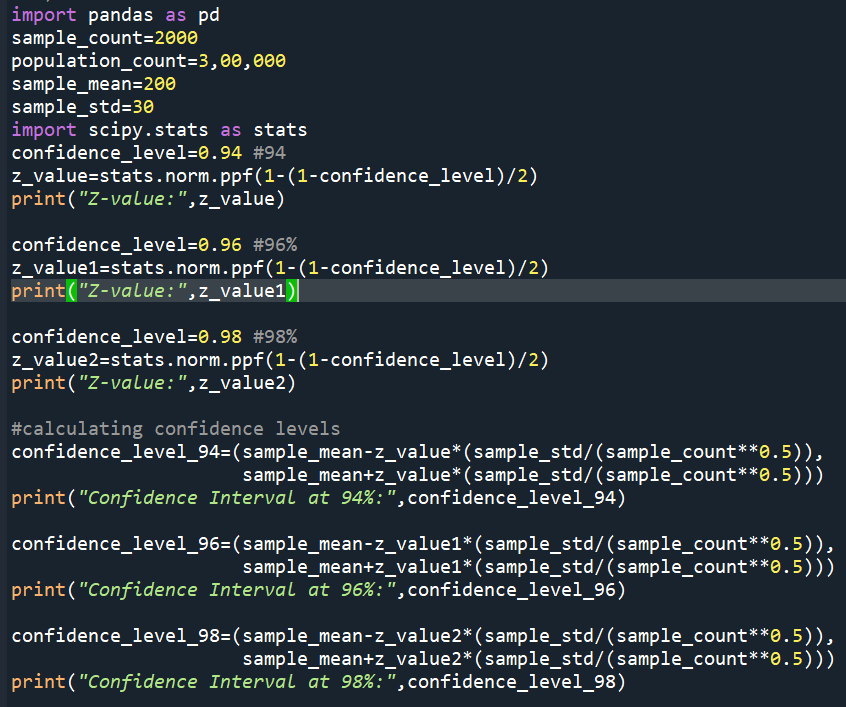 import pandas as pd
sample_count=2000
population_count=3,00,000
sample_mean=200
sample_std=30
import scipy.stats as stats
confidence_level=0.94 #94
z_value=stats.norm.ppf(1-(1-confidence_level)/2)
print("Z-value:",z_value)
confidence_level=0.96 #96%
z_value1=stats.norm.ppf(1-(1-confidence_level)/2)
print("Z-value:",z_value1)
confidence_level=0.98 #98%
z_value2=stats.norm.ppf(1-(1-confidence_level)/2)
print("Z-value:",z_value2)
#calculating confidence levels
confidence_level_94=(sample_mean-z_value*(sample_std/(sample_count**0.5)),
sample_mean+z_value*(sample_std/(sample_count**0.5)))
print("Confidence Interval at 94%:",confidence_level_94)
confidence_level_96=(sample_mean-z_value1*(sample_std/(sample_count**0.5)),
sample_mean+z_value1*(sample_std/(sample_count**0.5)))
print("Confidence Interval at 96%:",confidence_level_96)
confidence_level_98=(sample_mean-z_value2*(sample_std/(sample_count**0.5)),
sample_mean+z_value2*(sample_std/(sample_count**0.5)))
print("Confidence Interval at 98%:",confidence_level_98)